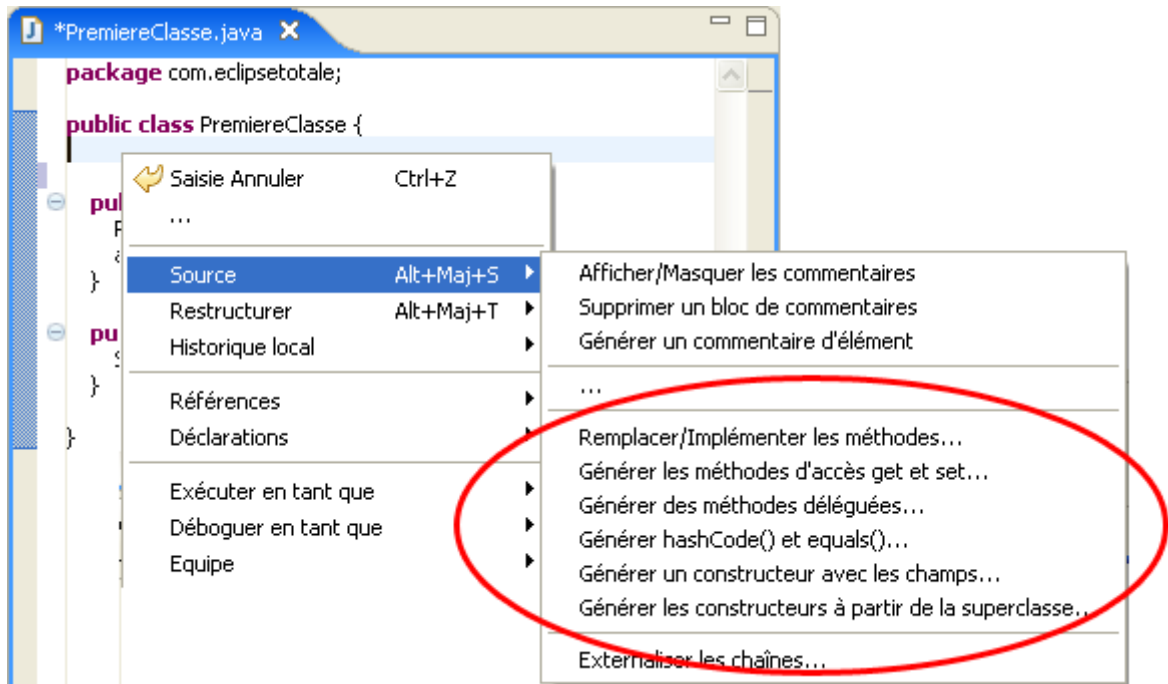 *PremiereClasse.java
package com.eclipsetotale;
public class PremiereClasse {
Saisie Annuler Ctrl+Z
...
Source Alt+Maj+S
Restructurer Alt+Maj+T
Historique local
Références
Déclarations
Exécuter en tant que
Déboguer en tant que
Equipe
}
}
}
Afficher/Masquer les commentaires
Supprimer un bloc de commentaires
Générer un commentaire d'élément
...
Remplacer/Implémenter les méthodes...
Générer les méthodes d'accès get et set...
Générer des méthodes déléguées...
Générer hashCode() et equals()...
Générer un constructeur avec les champs...
Générer les constructeurs à partir de la superclasse..
Externaliser les chaînes...